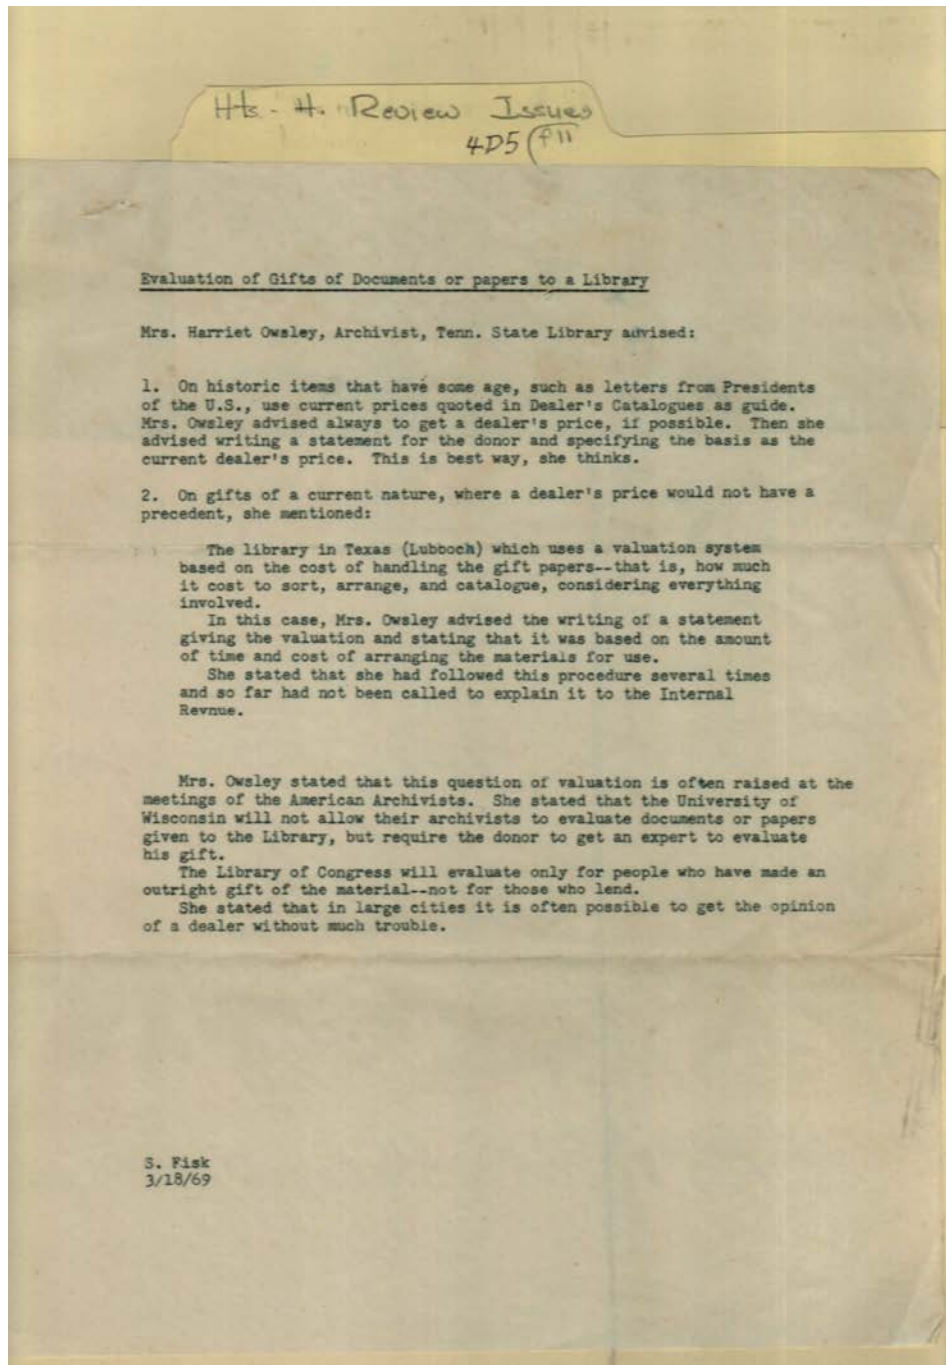 Hts - H. Review Issues
4D5 (f11
Evaluation of Gifts of Documents or papers to a Library
Mrs. Harriet Owsley, Archivist, Tenn. State Library advised:
1. On historic items that have some age, such as letters from Presidents
of the U.S., use current prices quoted in Dealer's Catalogues as guide.
Mrs. Owsley advised always to get a dealer's price, if possible. Then she
advised writing a statement for the donor and specifying the basis as the
current dealer's price. This is best way, she thinks.
2. On gifts of a current nature, where a dealer's price would not have a
precedent, she mentioned:
The library in Texas (Lubboch) which uses a valuation system
based on the cost of handling the gift papers--that is, how much
it cost to sort, arrange, and catalogue, considering everything
involved.
In this case, Mrs. Owsley advised the writing of a statement
giving the valuation and stating that it was based on the amount
of time and cost of arranging the materials for use.
She stated that she had followed this procedure several times
and so far had not been called to explain it to the Internal
Revnue.
Mrs. Owsley stated that this question of valuation is often raised at the
meetings of the American Archivists. She stated that the University of
Wisconsin will not allow their archivists to evaluate documents or papers
given to the Library, but require the donor to get an expert to evaluate
his gift.
The Library of Congress will evaluate only for people who have made an
outright gift of the material--not for those who lend.
She stated that in large cities it is often possible to get the opinion
of a dealer without much trouble.
S. Fisk
3/18/69